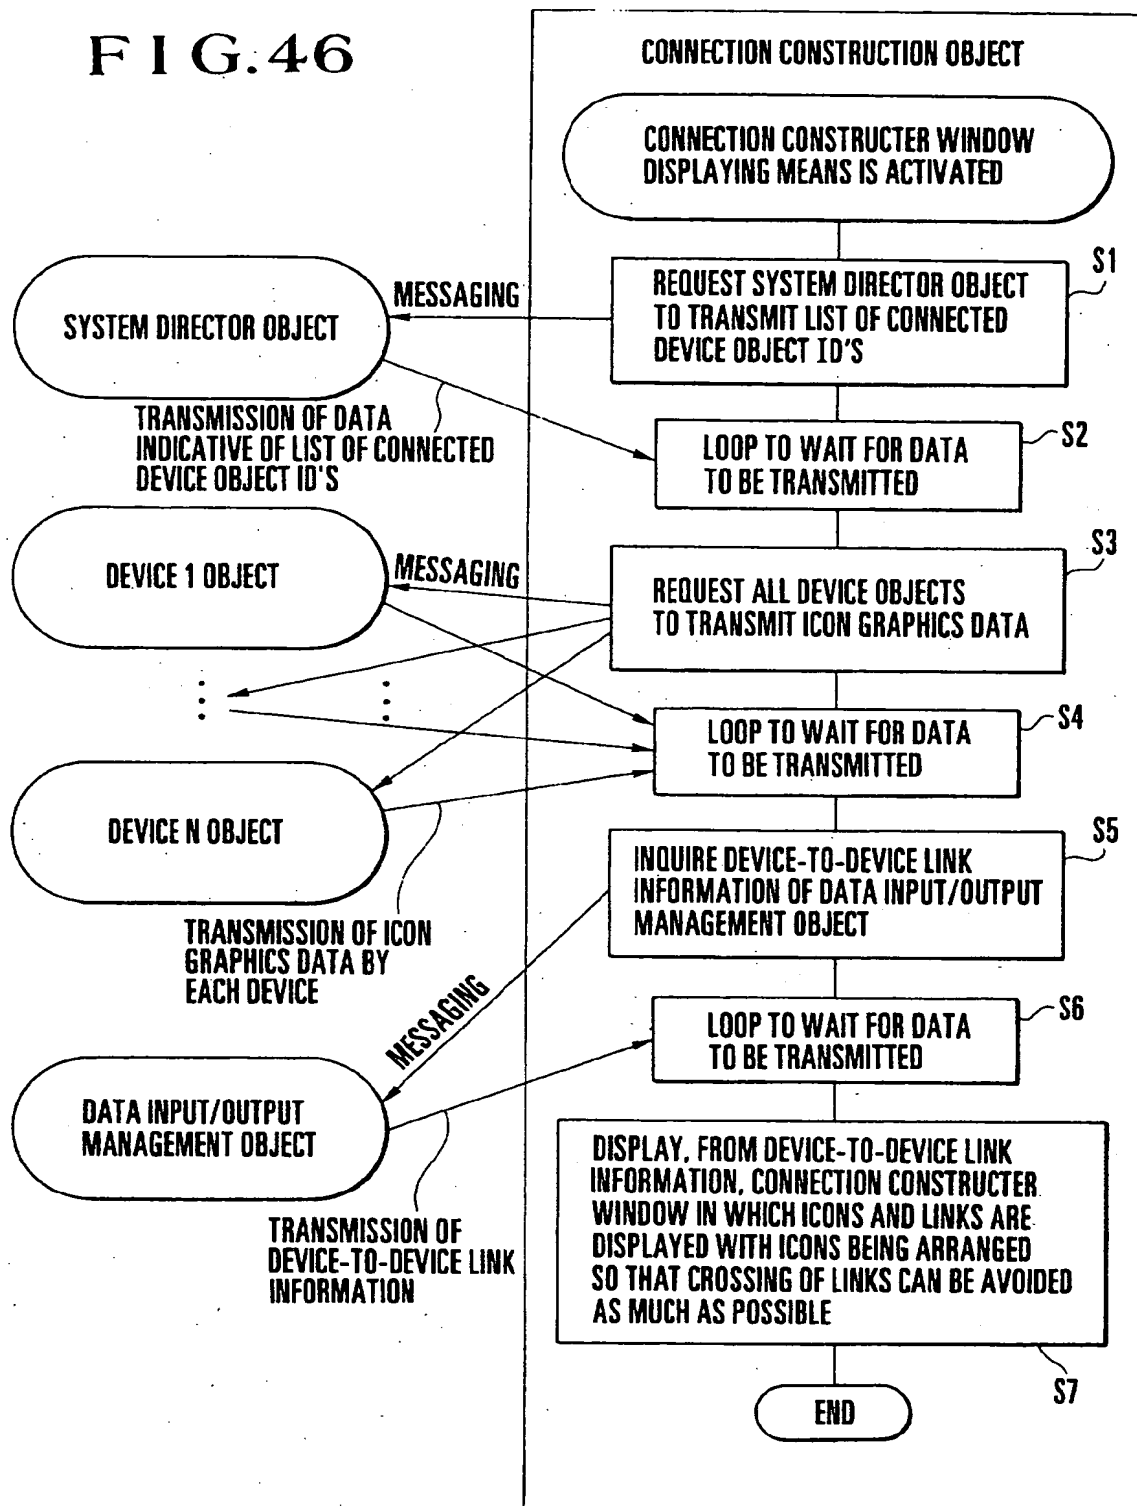 FIG.46
CONNECTION CONSTRUCTION OBJECT
CONNECTION CONSTRUCTER WINDOW
DISPLAYING MEANS IS ACTIVATED
S1
REQUEST SYSTEM DIRECTOR OBJECT
TO TRANSMIT LIST OF CONNECTED
DEVICE OBJECT ID'S
MESSAGING
SYSTEM DIRECTOR OBJECT
TRANSMISSION OF DATA
INDICATIVE OF LIST OF CONNECTED
DEVICE OBJECT ID'S
S2
LOOP TO WAIT FOR DATA
TO BE TRANSMITTED
S3
REQUEST ALL DEVICE OBJECTS
TO TRANSMIT ICON GRAPHICS DATA
MESSAGING
DEVICE 1 OBJECT
S4
LOOP TO WAIT FOR DATA
TO BE TRANSMITTED
DEVICE N OBJECT
TRANSMISSION OF ICON
GRAPHICS DATA BY
EACH DEVICE
S5
INQUIRE DEVICE-TO-DEVICE LINK
INFORMATION OF DATA INPUT/OUTPUT
MANAGEMENT OBJECT
MESSAGING
S6
LOOP TO WAIT FOR DATA
TO BE TRANSMITTED
DATA INPUT/OUTPUT
MANAGEMENT OBJECT
TRANSMISSION OF
DEVICE-TO-DEVICE LINK
INFORMATION
DISPLAY, FROM DEVICE-TO-DEVICE LINK
INFORMATION, CONNECTION CONSTRUCTER
WINDOW IN WHICH ICONS AND LINKS ARE
DISPLAYED WITH ICONS BEING ARRANGED
SO THAT CROSSING OF LINKS CAN BE AVOIDED
AS MUCH AS POSSIBLE
S7
END